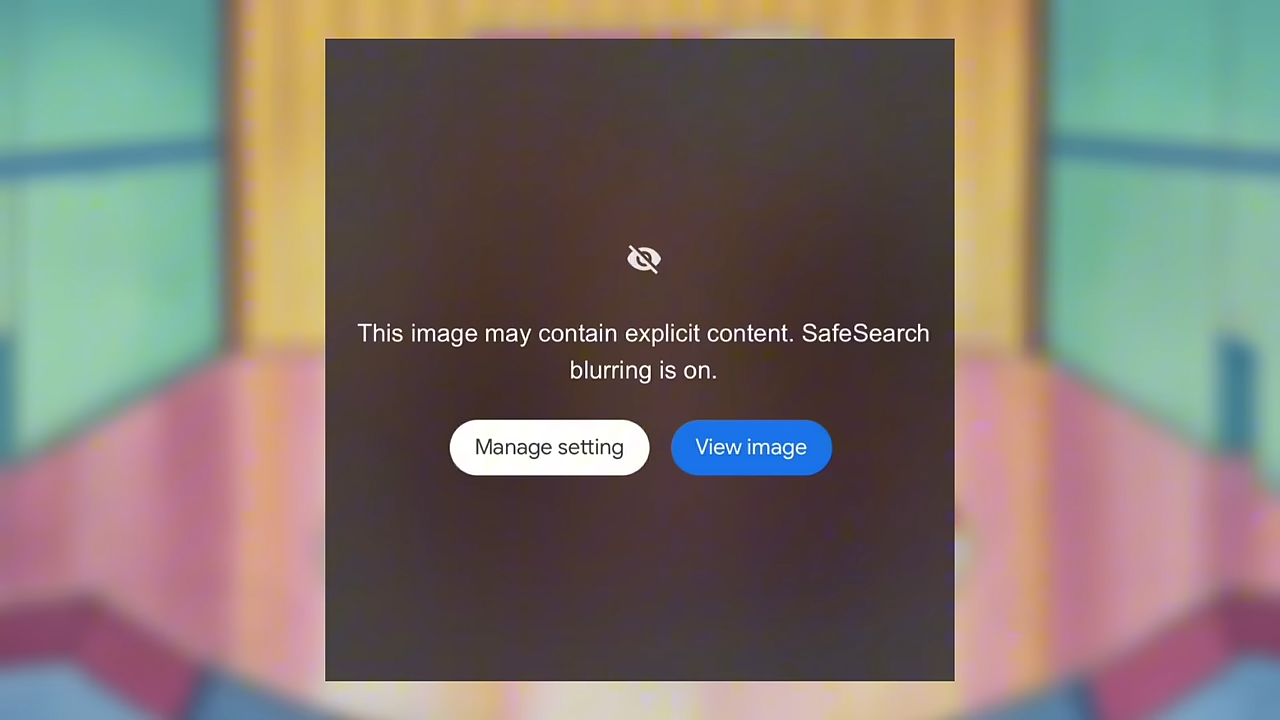 This image may contain explicit content. SafeSearch
blurring is on.
Manage setting
View image